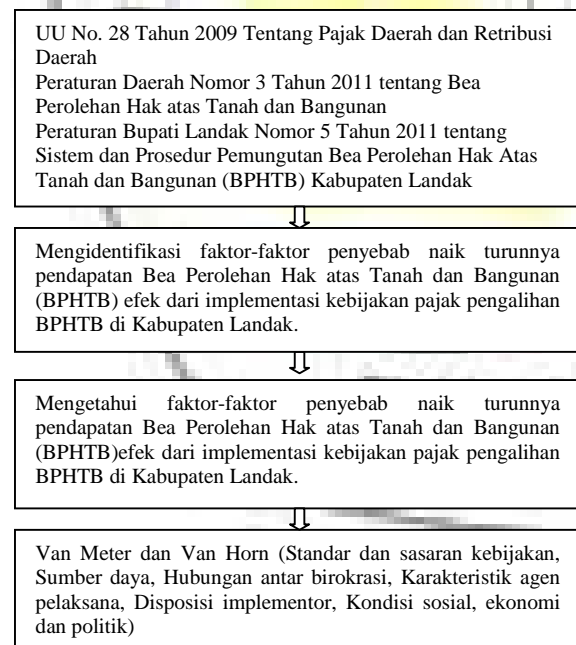 UU No. 28 Tahun 2009 Tentang Pajak Daerah dan Retribusi
Daerah
Peraturan Daerah Nomor 3 Tahun 2011 tentang Bea
Perolehan Hak atas Tanah dan Bangunan
Peraturan Bupati Landak Nomor 5 Tahun 2011 tentang
Sistem dan Prosedur Pemungutan Bea Perolehan Hak Atas
Tanah dan Bangunan (BPHTB) Kabupaten Landak
Mengidentifikasi faktor-faktor penyebab naik turunnya
pendapatan Bea Perolehan Hak atas Tanah dan Bangunan
(BPHTB) efek dari implementasi kebijakan pajak pengalihan
BPHTB di Kabupaten Landak.
Mengetahui faktor-faktor penyebab naik turunnya
pendapatan Bea Perolehan Hak atas Tanah dan Bangunan
(BPHTB)efek dari implementasi kebijakan pajak pengalihan
BPHTB di Kabupaten Landak.
Van Meter dan Van Horn (Standar dan sasaran kebijakan,
Sumber daya, Hubungan antar birokrasi, Karakteristik agen
pelaksana, Disposisi implementor, Kondisi sosial, ekonomi
dan politik)